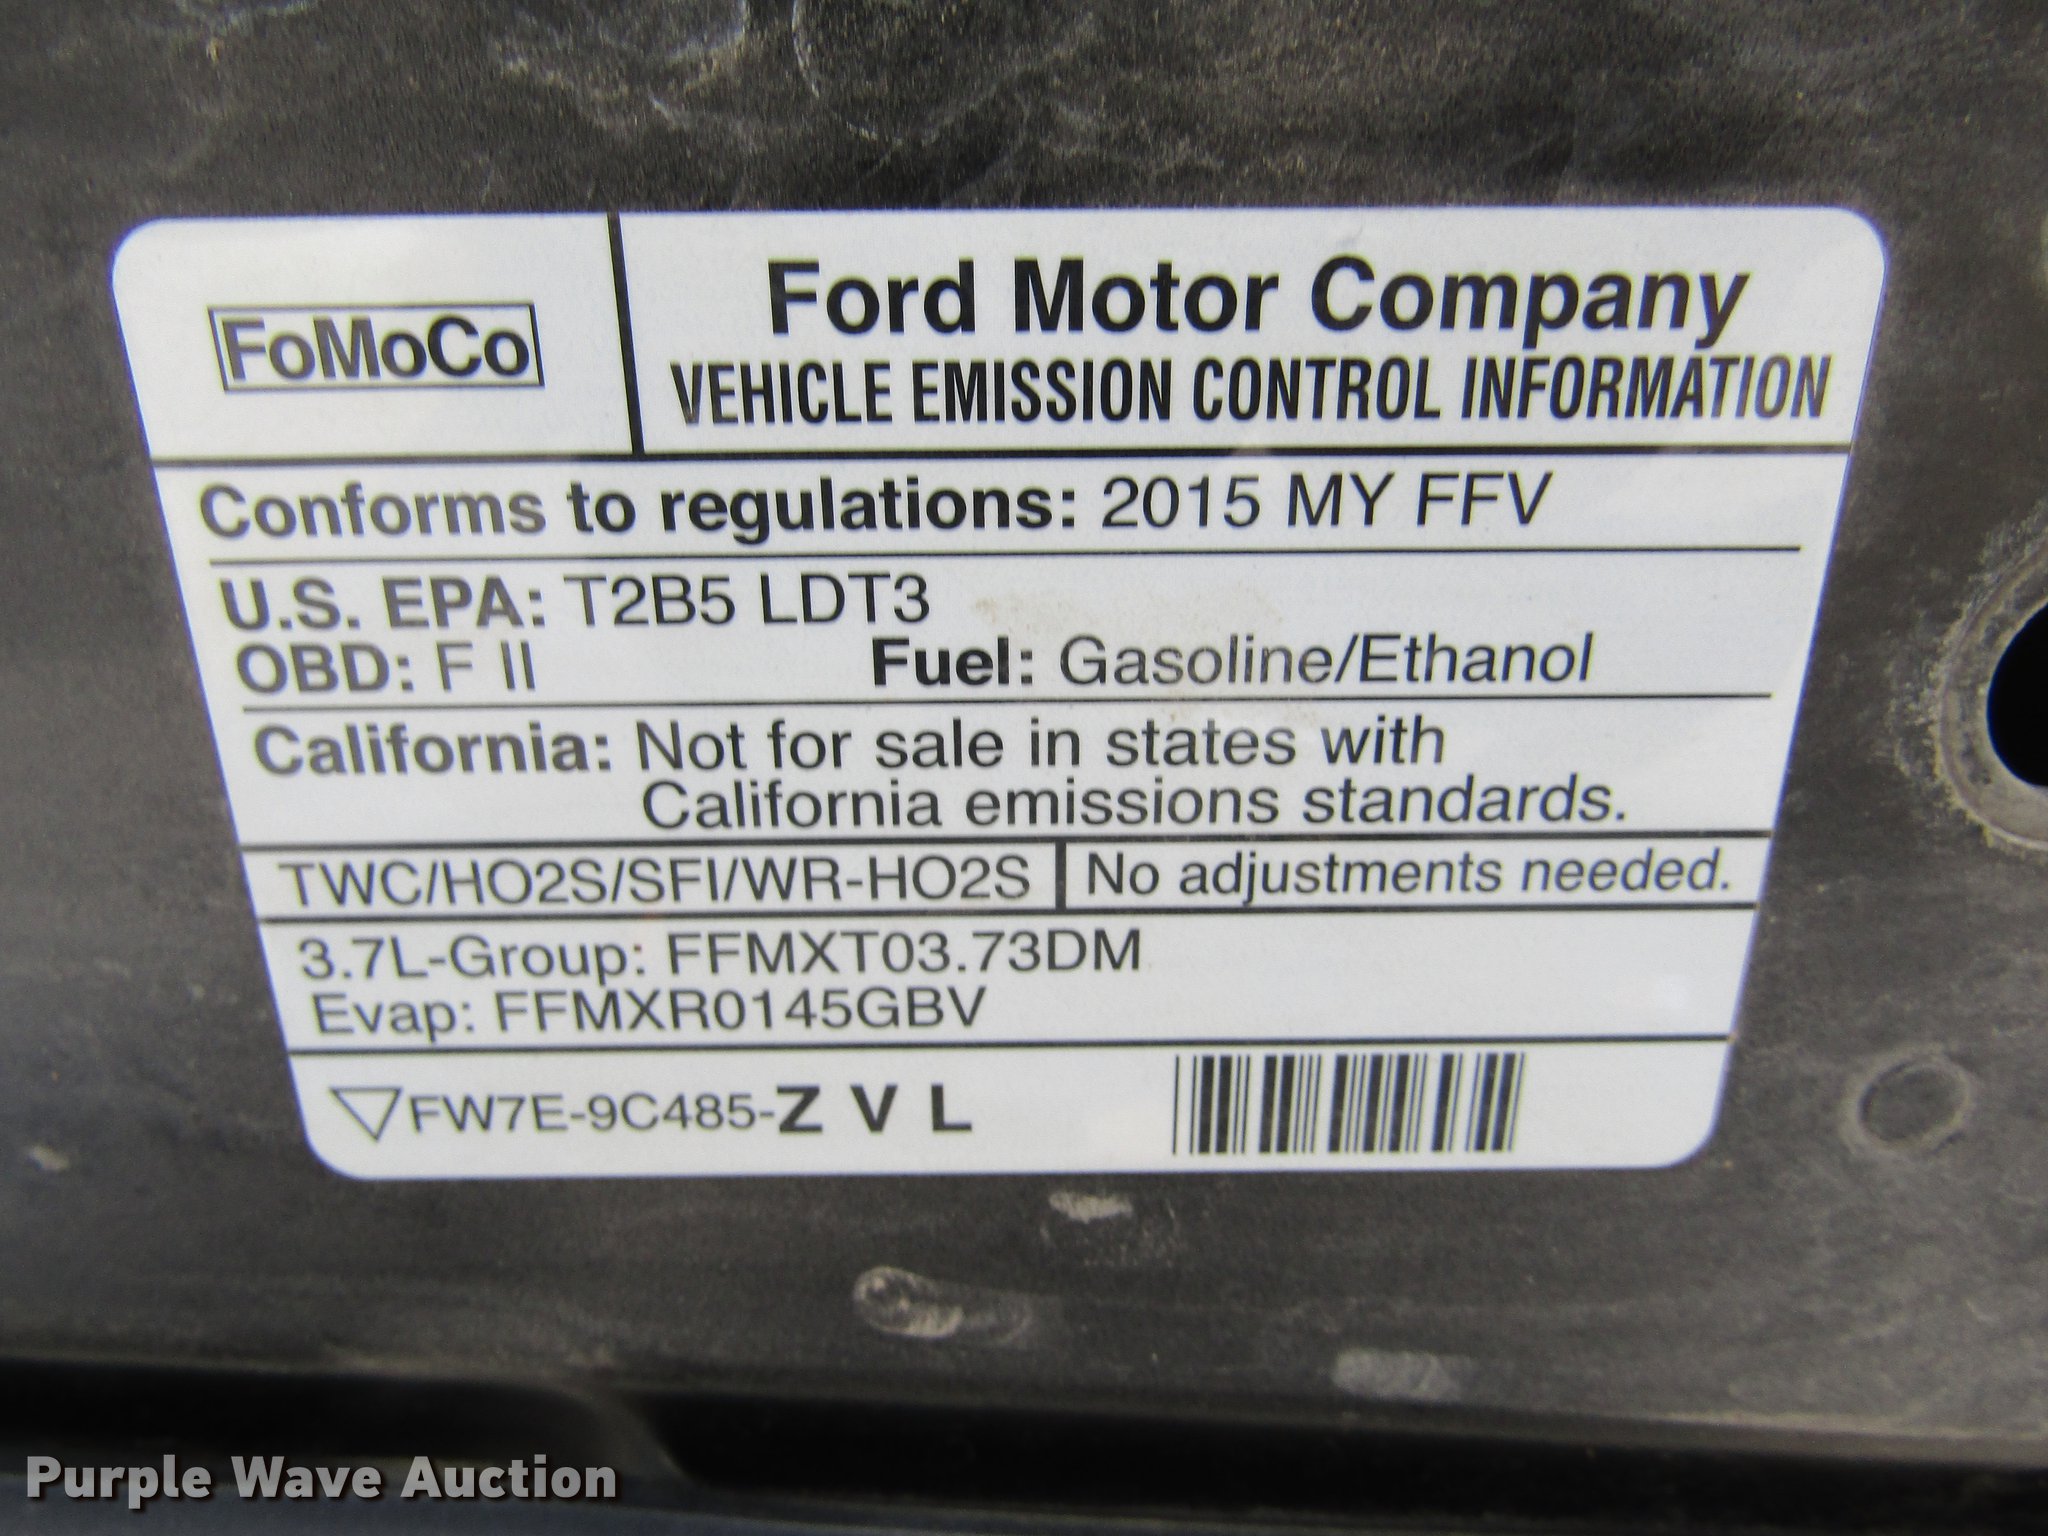 FoMoCo
Ford Motor Company
VEHICLE EMISSION CONTROL INFORMATION
Conforms to regulations: 2015 MY FFV
U.S. EPA: T2B5 LDT3
OBD: F II Fuel: Gasoline/Ethanol
California: Not for sale in states with
California emissions standards.
TWC/HO2S/SFI/WR-HO2S No adjustments needed.
3.7L-Group: FFMXT03.73DM
Evap: FFMXR0145GBV
FW7E-9C485-Z V L
Purple Wave Auction